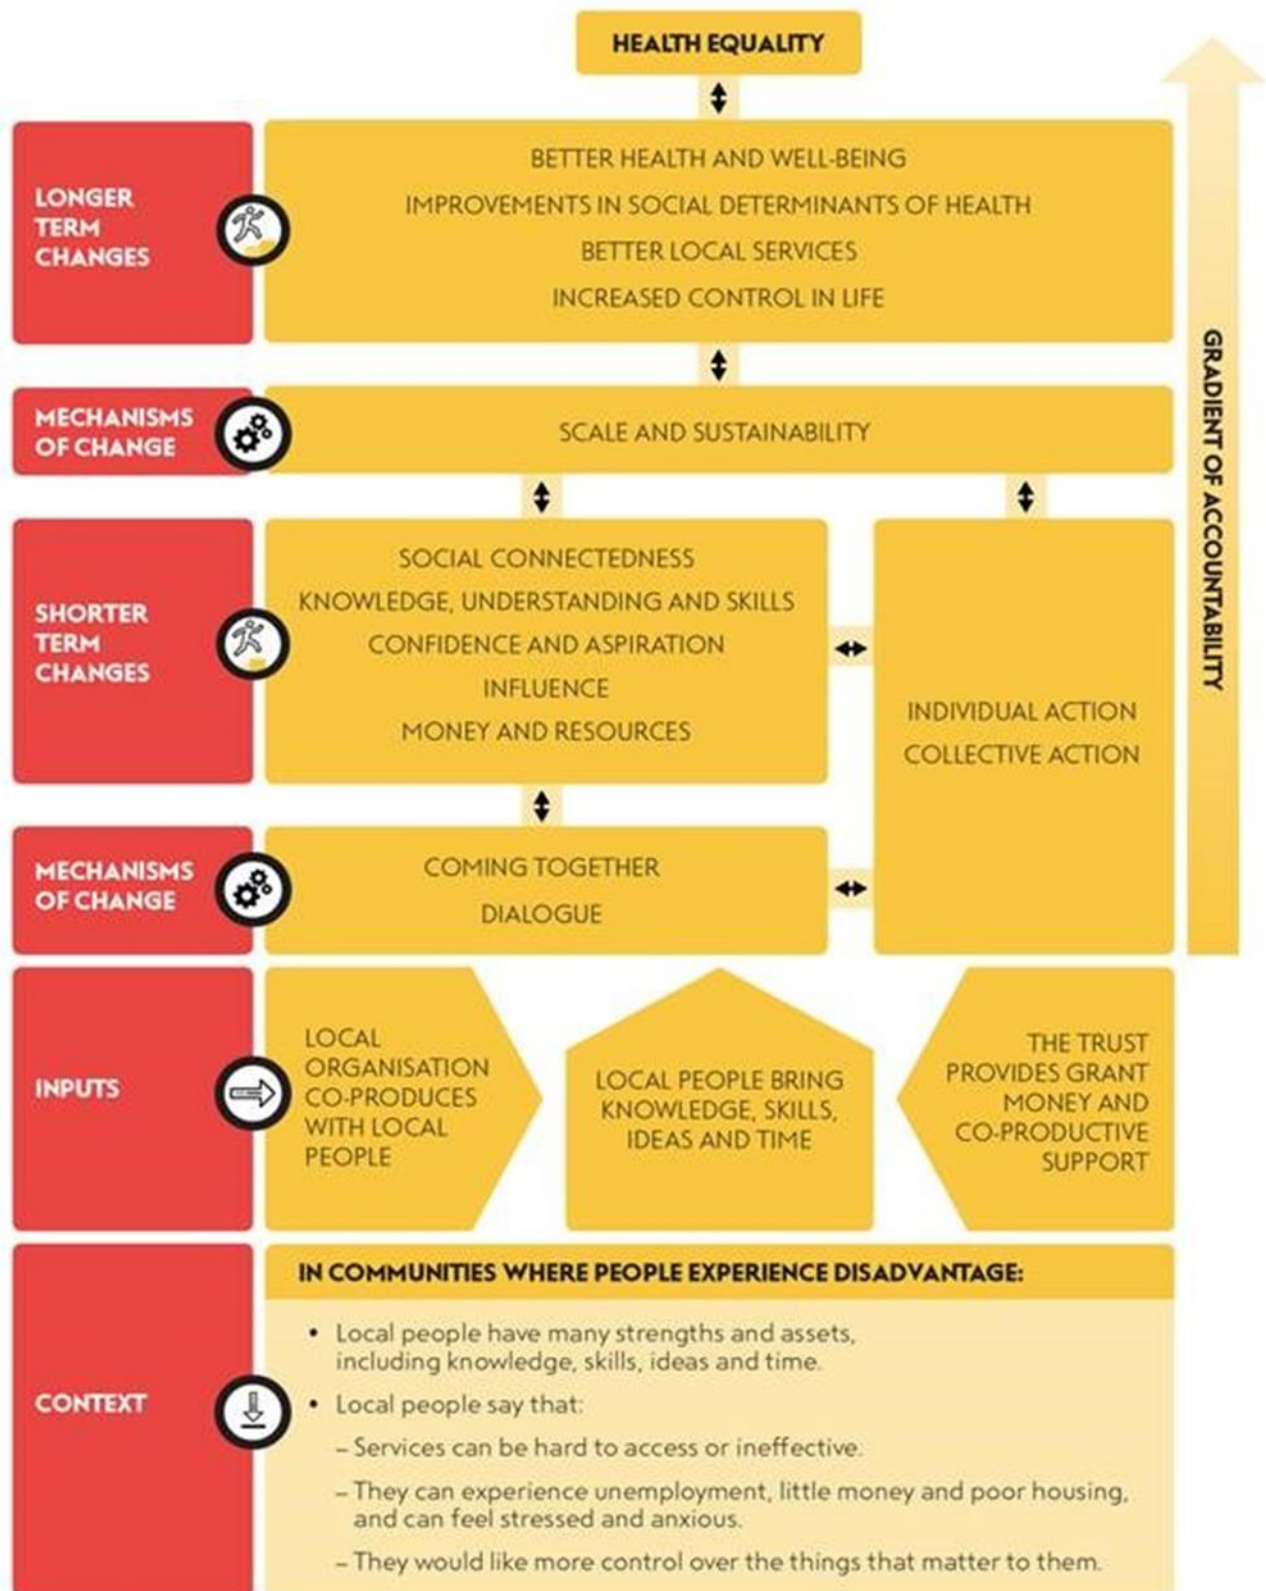 HEALTH EQUALITY
LONGER
TERM
CHANGES
BETTER HEALTH AND WELL-BEING
IMPROVEMENTS IN SOCIAL DETERMINANTS OF HEALTH
BETTER LOCAL SERVICES
INCREASED CONTROL IN LIFE
MECHANISMS
OF CHANGE
SCALE AND SUSTAINABILITY
SHORTER
TERM
CHANGES
SOCIAL CONNECTEDNESS
KNOWLEDGE, UNDERSTANDING AND SKILLS
CONFIDENCE AND ASPIRATION
INFLUENCE
MONEY AND RESOURCES
INDIVIDUAL ACTION
COLLECTIVE ACTION
MECHANISMS
OF CHANGE
COMING TOGETHER
DIALOGUE
GRADIENT OF ACCOUNTABILITY
INPUTS
LOCAL
ORGANISATION
CO-PRODUCES
WITH LOCAL
PEOPLE
LOCAL PEOPLE BRING
KNOWLEDGE, SKILLS,
IDEAS AND TIME
THE TRUST
PROVIDES GRANT
MONEY AND
CO-PRODUCTIVE
SUPPORT
CONTEXT
IN COMMUNITIES WHERE PEOPLE EXPERIENCE DISADVANTAGE:
• Local people have many strengths and assets,
including knowledge, skills, ideas and time.
• Local people say that:
– Services can be hard to access or ineffective.
– They can experience unemployment, little money and poor housing,
and can feel stressed and anxious.
– They would like more control over the things that matter to them.